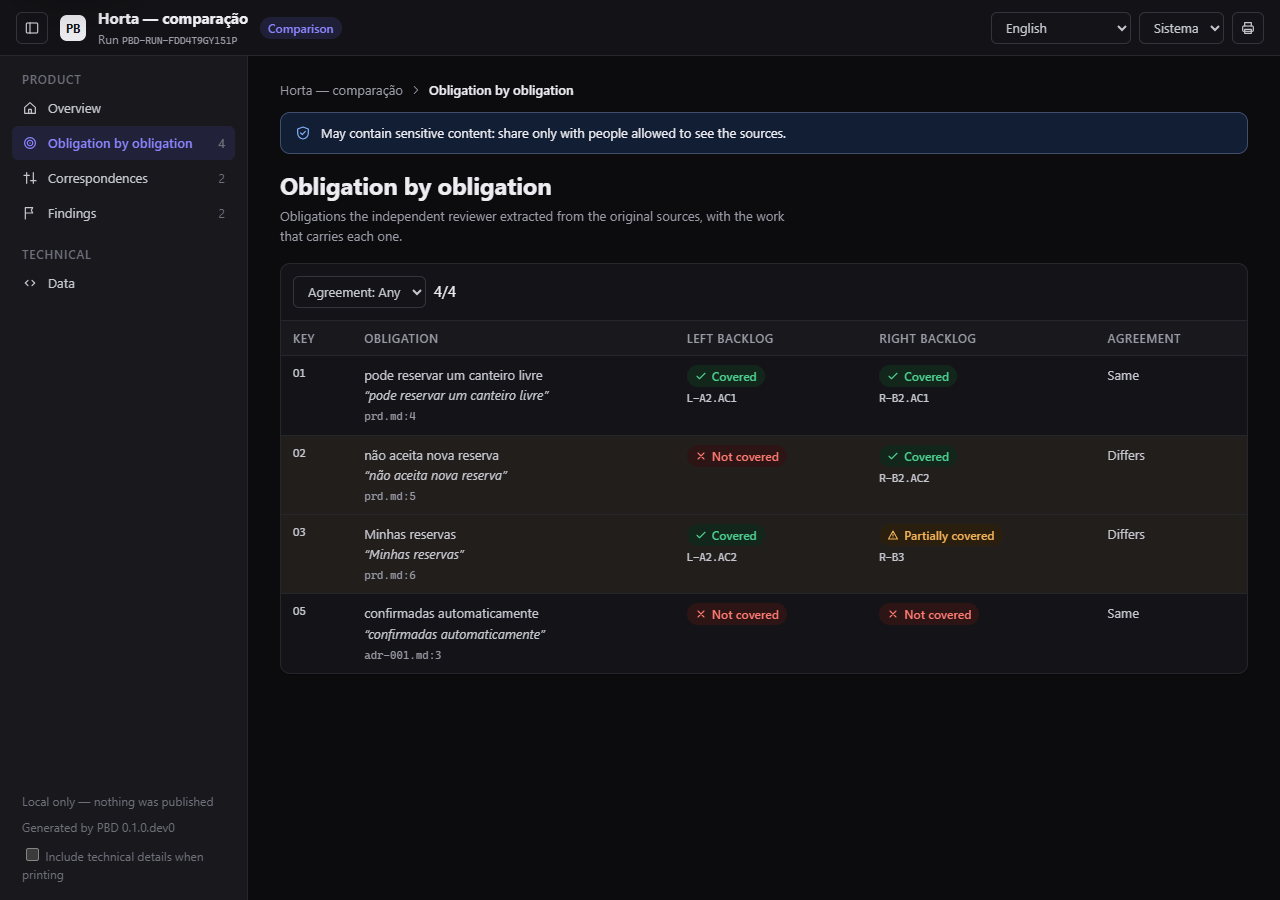 PB
Horta — comparação
Run PBD-RUN-FDD4T9GY151P
Comparison
English
Sistema
PRODUCT
Overview
Obligation by obligation 4
Correspondences 2
Findings 2
TECHNICAL
Data
Local only — nothing was published
Generated by PBD 0.1.0.dev0
Include technical details when
printing
Horta — comparação > Obligation by obligation
May contain sensitive content: share only with people allowed to see the sources.
Obligation by obligation
Obligations the independent reviewer extracted from the original sources, with the work
that carries each one.
Agreement: Any 4/4
KEY OBLIGATION LEFT BACKLOG RIGHT BACKLOG AGREEMENT
01 pode reservar um canteiro livre Covered Covered Same
“pode reservar um canteiro livre” L-A2.AC1 R-B2.AC1
prd.md:4
02 não aceita nova reserva Not covered Covered Differs
“não aceita nova reserva” R-B2.AC2
prd.md:5
03 Minhas reservas Covered Partially covered Differs
“Minhas reservas” L-A2.AC2 R-B3
prd.md:6
05 confirmadas automaticamente Not covered Not covered Same
“confirmadas automaticamente”
adr-001.md:3